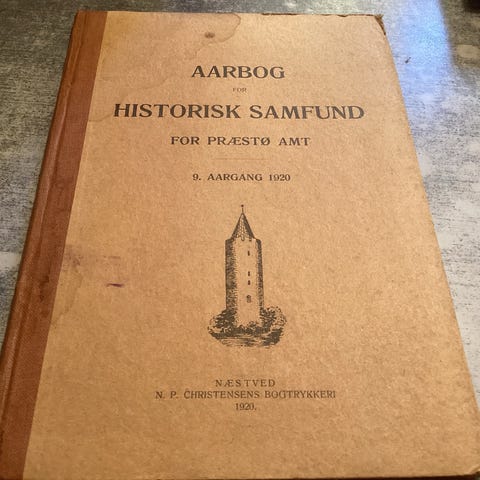 AARBOG
FOR
HISTORISK SAMFUND
FOR PRÆSTØ AMT
9. AARGANG 1920
NÆSTVED
N. P. CHRISTENSENS BOGTRYKKERI
1920.